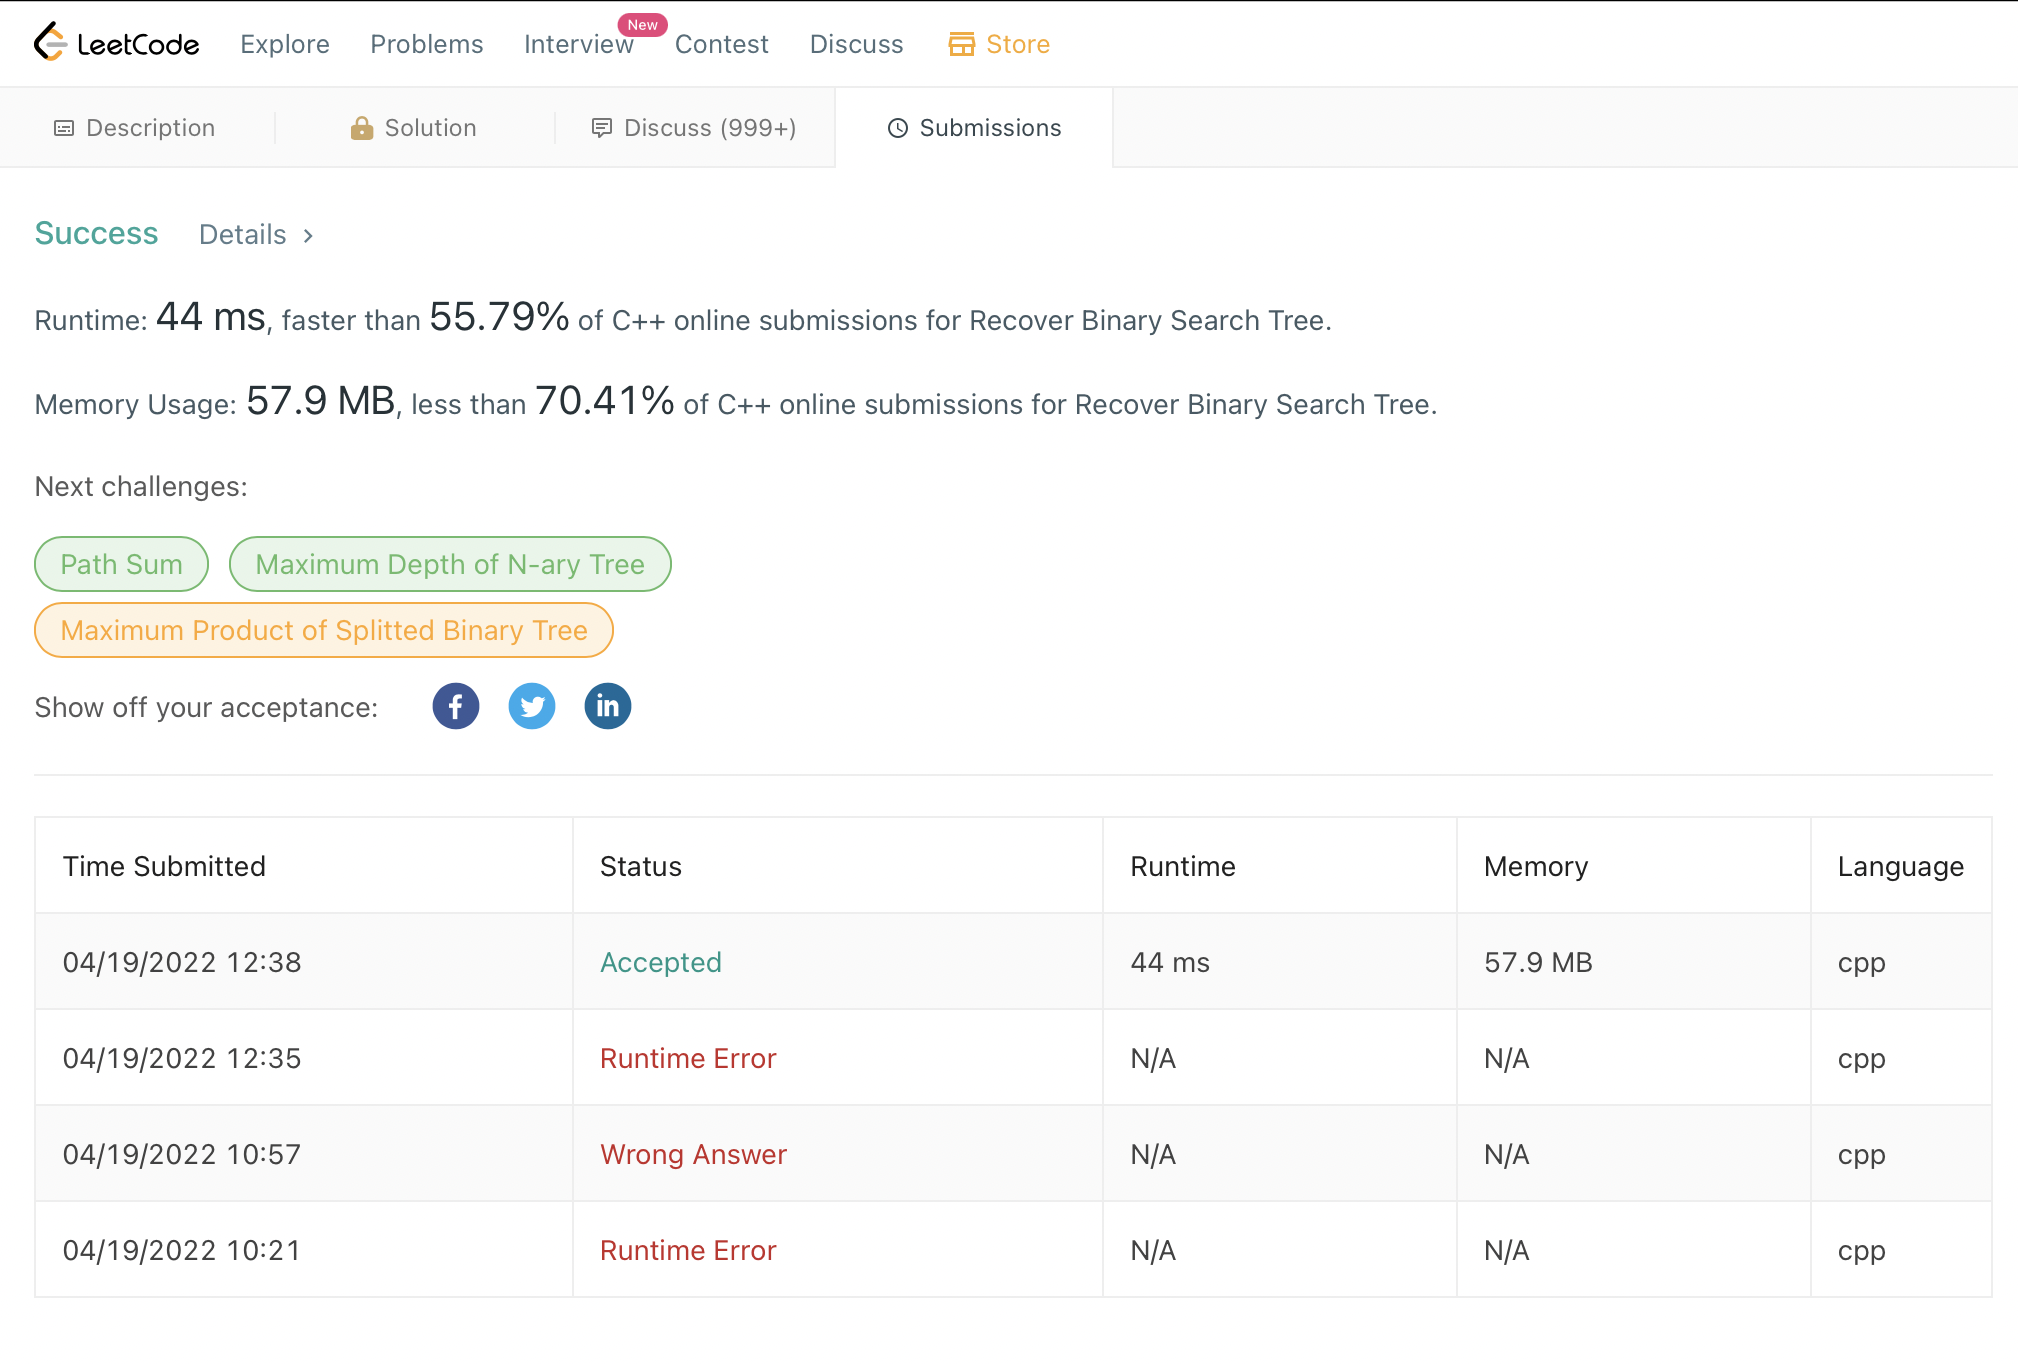 LeetCode Explore Problems Interview New Contest Discuss Store
Description Solution Discuss (999+) Submissions
Success Details >
Runtime: 44 ms, faster than 55.79% of C++ online submissions for Recover Binary Search Tree.
Memory Usage: 57.9 MB, less than 70.41% of C++ online submissions for Recover Binary Search Tree.
Next challenges:
Path Sum Maximum Depth of N-ary Tree
Maximum Product of Splitted Binary Tree
Show off your acceptance: f in
Time Submitted Status Runtime Memory Language
04/19/2022 12:38 Accepted 44 ms 57.9 MB cpp
04/19/2022 12:35 Runtime Error N/A N/A cpp
04/19/2022 10:57 Wrong Answer N/A N/A cpp
04/19/2022 10:21 Runtime Error N/A N/A cpp